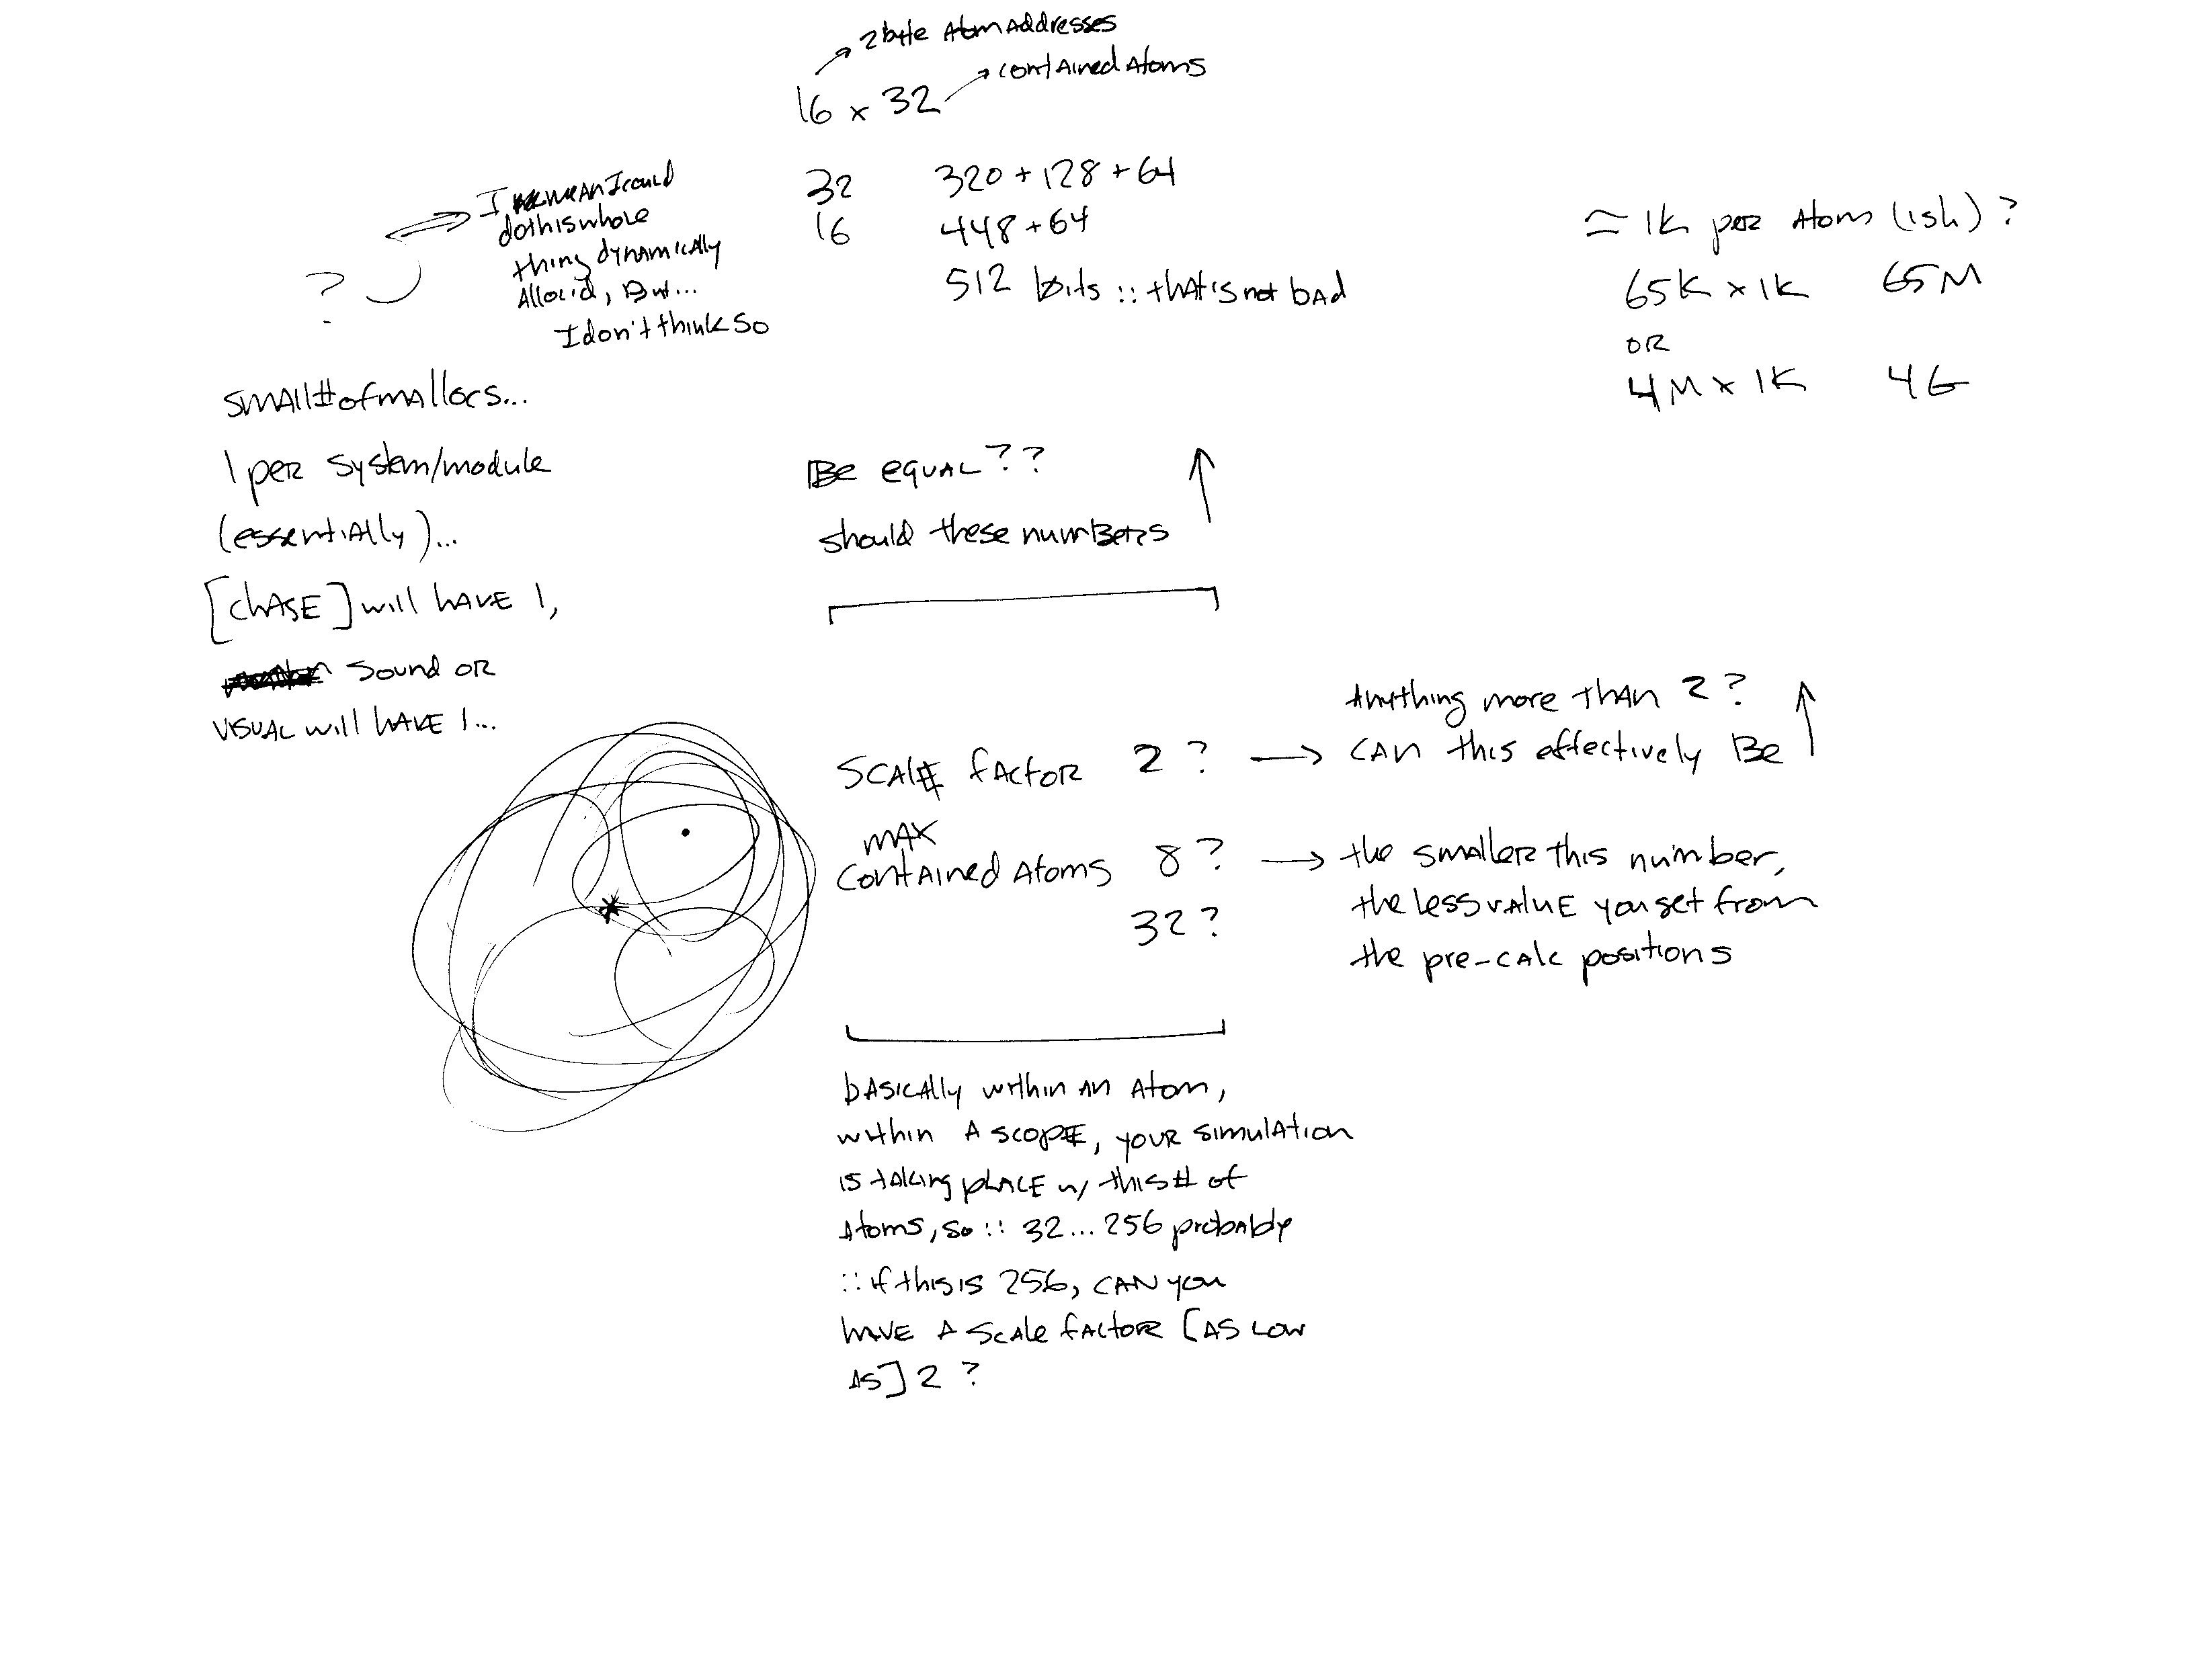 2 byte Atom Addresses
contained Atoms
16 x 32
32 320 + 128 + 64
16 448 + 64
512 bits :: that's not bad
I mean I could
do this whole
thing dynamically
Alloc'd, But...
I don't think so
?
≈ 1K per Atom (ish) ?
65K x 1K 65M
OR
4M x 1K 4G
small # of mallocs...
1 per system/module
(essentially)...
[chase] will have 1,
sound or
visual will have 1...
Be equal ??
should these numbers
Scale factor 2 ?
Anything more than 2 ?
can this effectively Be
max
contained Atoms 8 ?
32 ?
the smaller this number,
the less value you get from
the pre-calc positions
basically within an Atom,
within a scope, your simulation
is taking place w/ this # of
Atoms, so :: 32 ... 256 probably
:: if this is 256, can you
have a scale factor [as low
as] 2 ?